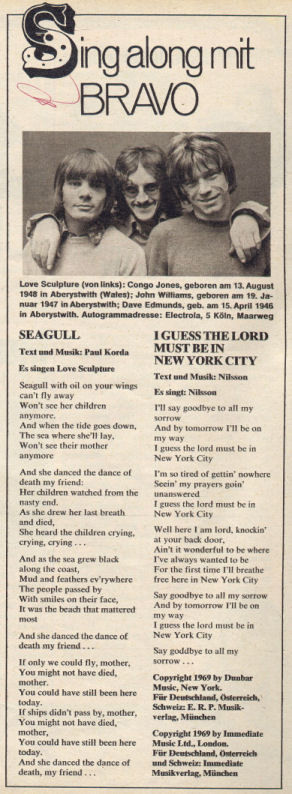 Sing along mit
BRAVO
Love Sculpture (von links): Congo Jones, geboren am 13. August
1948 in Aberystwith (Wales); John Williams, geboren am 19. Ja-
nuar 1947 in Aberystwith; Dave Edmunds, geb. am 15. April 1946
in Aberystwith. Autogrammadresse: Electrola, 5 Köln, Maarweg
SEAGULL
Text und Musik: Paul Korda
Es singen Love Sculpture
Seagull with oil on your wings
can't fly away
Won't see her children
anymore.
And when the tide goes down,
The sea where she'll lay,
Won't see their mother
anymore
And she danced the dance of
death my friend:
Her children watched from the
nasty end.
As she drew her last breath
and died,
She heard the children crying,
crying, crying . . .
And as the sea grew black
along the coast,
Mud and feathers ev'rywhere
The people passed by
With smiles on their face,
It was the beach that mattered
most
And she danced the dance of
death my friend . . .
If only we could fly, mother,
You might not have died,
mother.
You could have still been here
today.
If ships didn't pass by, mother,
You might not have died,
mother,
You could have still been here
today.
And she danced the dance of
death, my friend . . .
I GUESS THE LORD
MUST BE IN
NEW YORK CITY
Text und Musik: Nilsson
Es singt: Nilsson
I'll say goodbye to all my
sorrow
And by tomorrow I'll be on
my way
I guess the lord must be in
New York City
I'm so tired of gettin' nowhere
Seein' my prayers goin'
unanswered
I guess the lord must be in
New York City
Well here I am lord, knockin'
at your back door,
Ain't it wonderful to be where
I've always wanted to be
For the first time I'll breathe
free here in New York City
Say goodbye to all my sorrow
And by tomorrow I'll be on
my way
I guess the lord must be in
New York City
Say goddbye to all my
sorrow . . .
Copyright 1969 by Dunbar
Music, New York.
Für Deutschland, Österreich,
Schweiz: E. R. P. Musik-
verlag, München
Copyright 1969 by Immediate
Music Ltd., London.
Für Deutschland, Österreich
und Schweiz: Immediate
Musikverlag, München